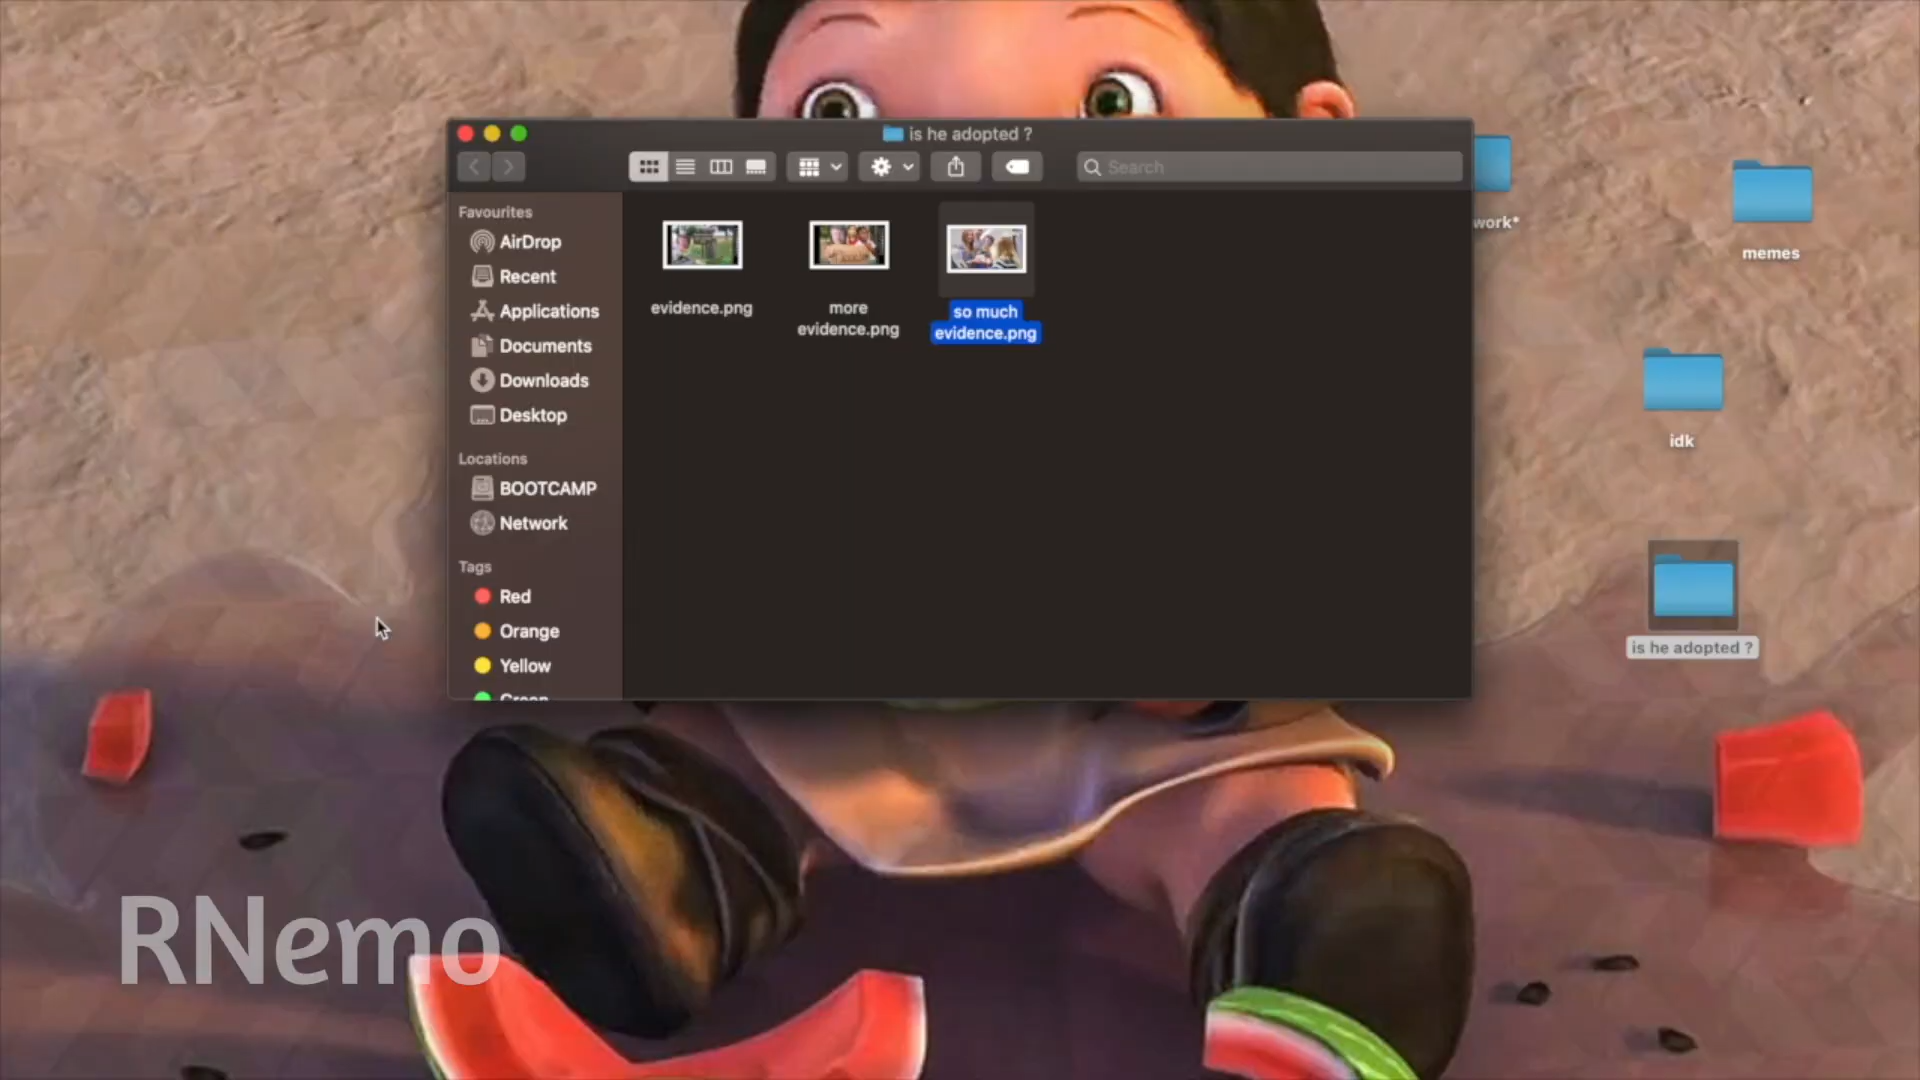 is he adopted ?
Search
Favourites
AirDrop
Recent
Applications
Documents
Downloads
Desktop
Locations
BOOTCAMP
Network
Tags
Red
Orange
Yellow
Green
evidence.png
more
evidence.png
so much
evidence.png
work*
memes
idk
is he adopted ?
RNemo